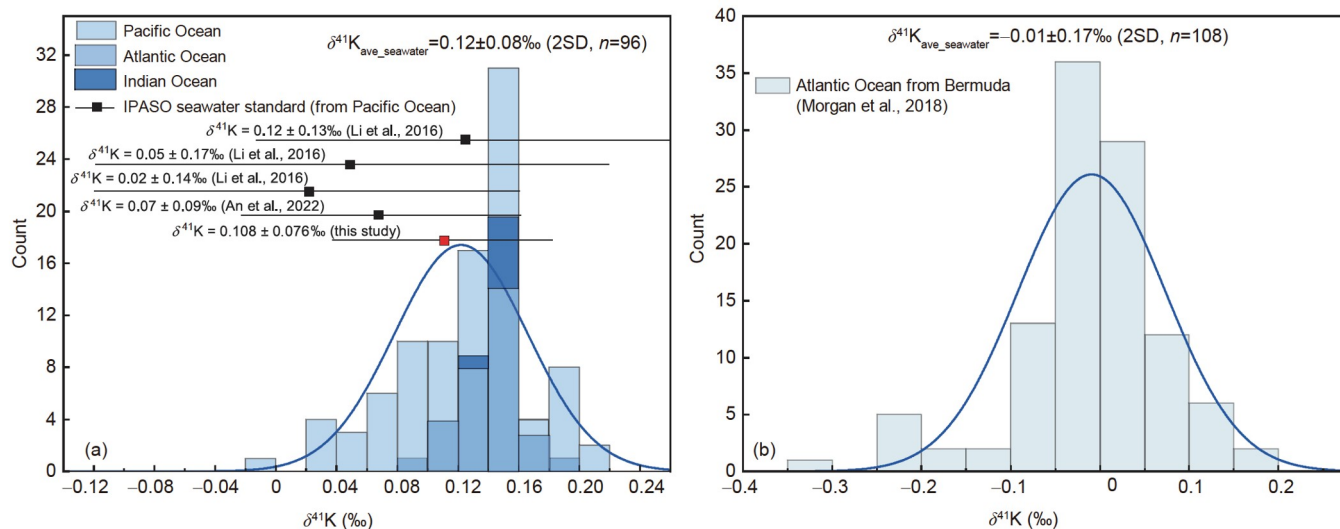 Pacific Ocean
Atlantic Ocean
Indian Ocean
δ⁴¹K_ave_seawater=0.12±0.08‰ (2SD, n=96)
IPASO seawater standard (from Pacific Ocean)
δ⁴¹K = 0.12 ± 0.13‰ (Li et al., 2016)
δ⁴¹K = 0.05 ± 0.17‰ (Li et al., 2016)
δ⁴¹K = 0.02 ± 0.14‰ (Li et al., 2016)
δ⁴¹K = 0.07 ± 0.09‰ (An et al., 2022)
δ⁴¹K = 0.108 ± 0.076‰ (this study)
Count
32
28
24
20
16
12
8
4
0
(a)
−0.12 −0.08 −0.04 0 0.04 0.08 0.12 0.16 0.20 0.24
δ⁴¹K (‰)
δ⁴¹K_ave_seawater=−0.01±0.17‰ (2SD, n=108)
Atlantic Ocean from Bermuda
(Morgan et al., 2018)
Count
40
35
30
25
20
15
10
5
0
(b)
−0.4 −0.3 −0.2 −0.1 0 0.1 0.2
δ⁴¹K (‰)